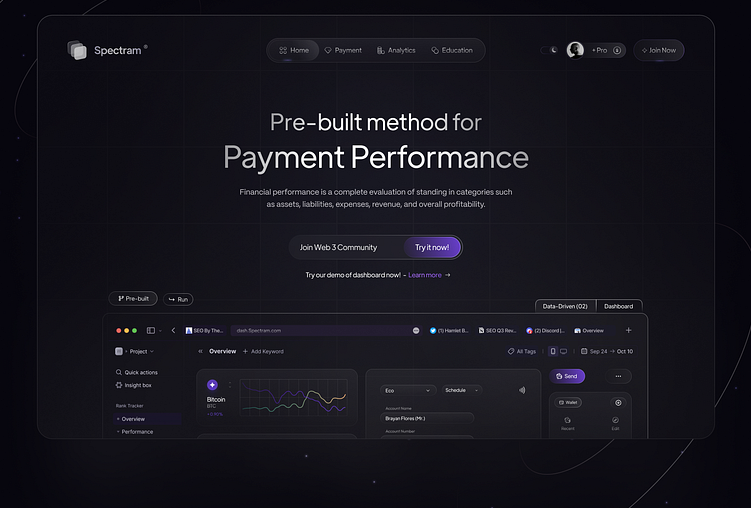 Spectram ®
Home
Payment
Analytics
Education
+ Pro
Join Now
Pre-built method for
Payment Performance
Financial performance is a complete evaluation of standing in categories such
as assets, liabilities, expenses, revenue, and overall profitability.
Join Web 3 Community
Try it now!
Try our demo of dashboard now! - Learn more →
Pre-built
Run
Data-Driven (02)
Dashboard
SEO By The...
dash.Spectram.com
(1) Hamlet B...
SEO Q3 Rev...
(2) Discord |...
Overview
Project
Overview
+ Add Keyword
All Tags
Sep 24 → Oct 10
Quick actions
Insight box
Rank Tracker
Overview
Performance
Bitcoin
BTC
Eco
Schedule
Account Name
Brayan Flores (Mr.)
Account Number
Send
Wallet
Recent
Edit